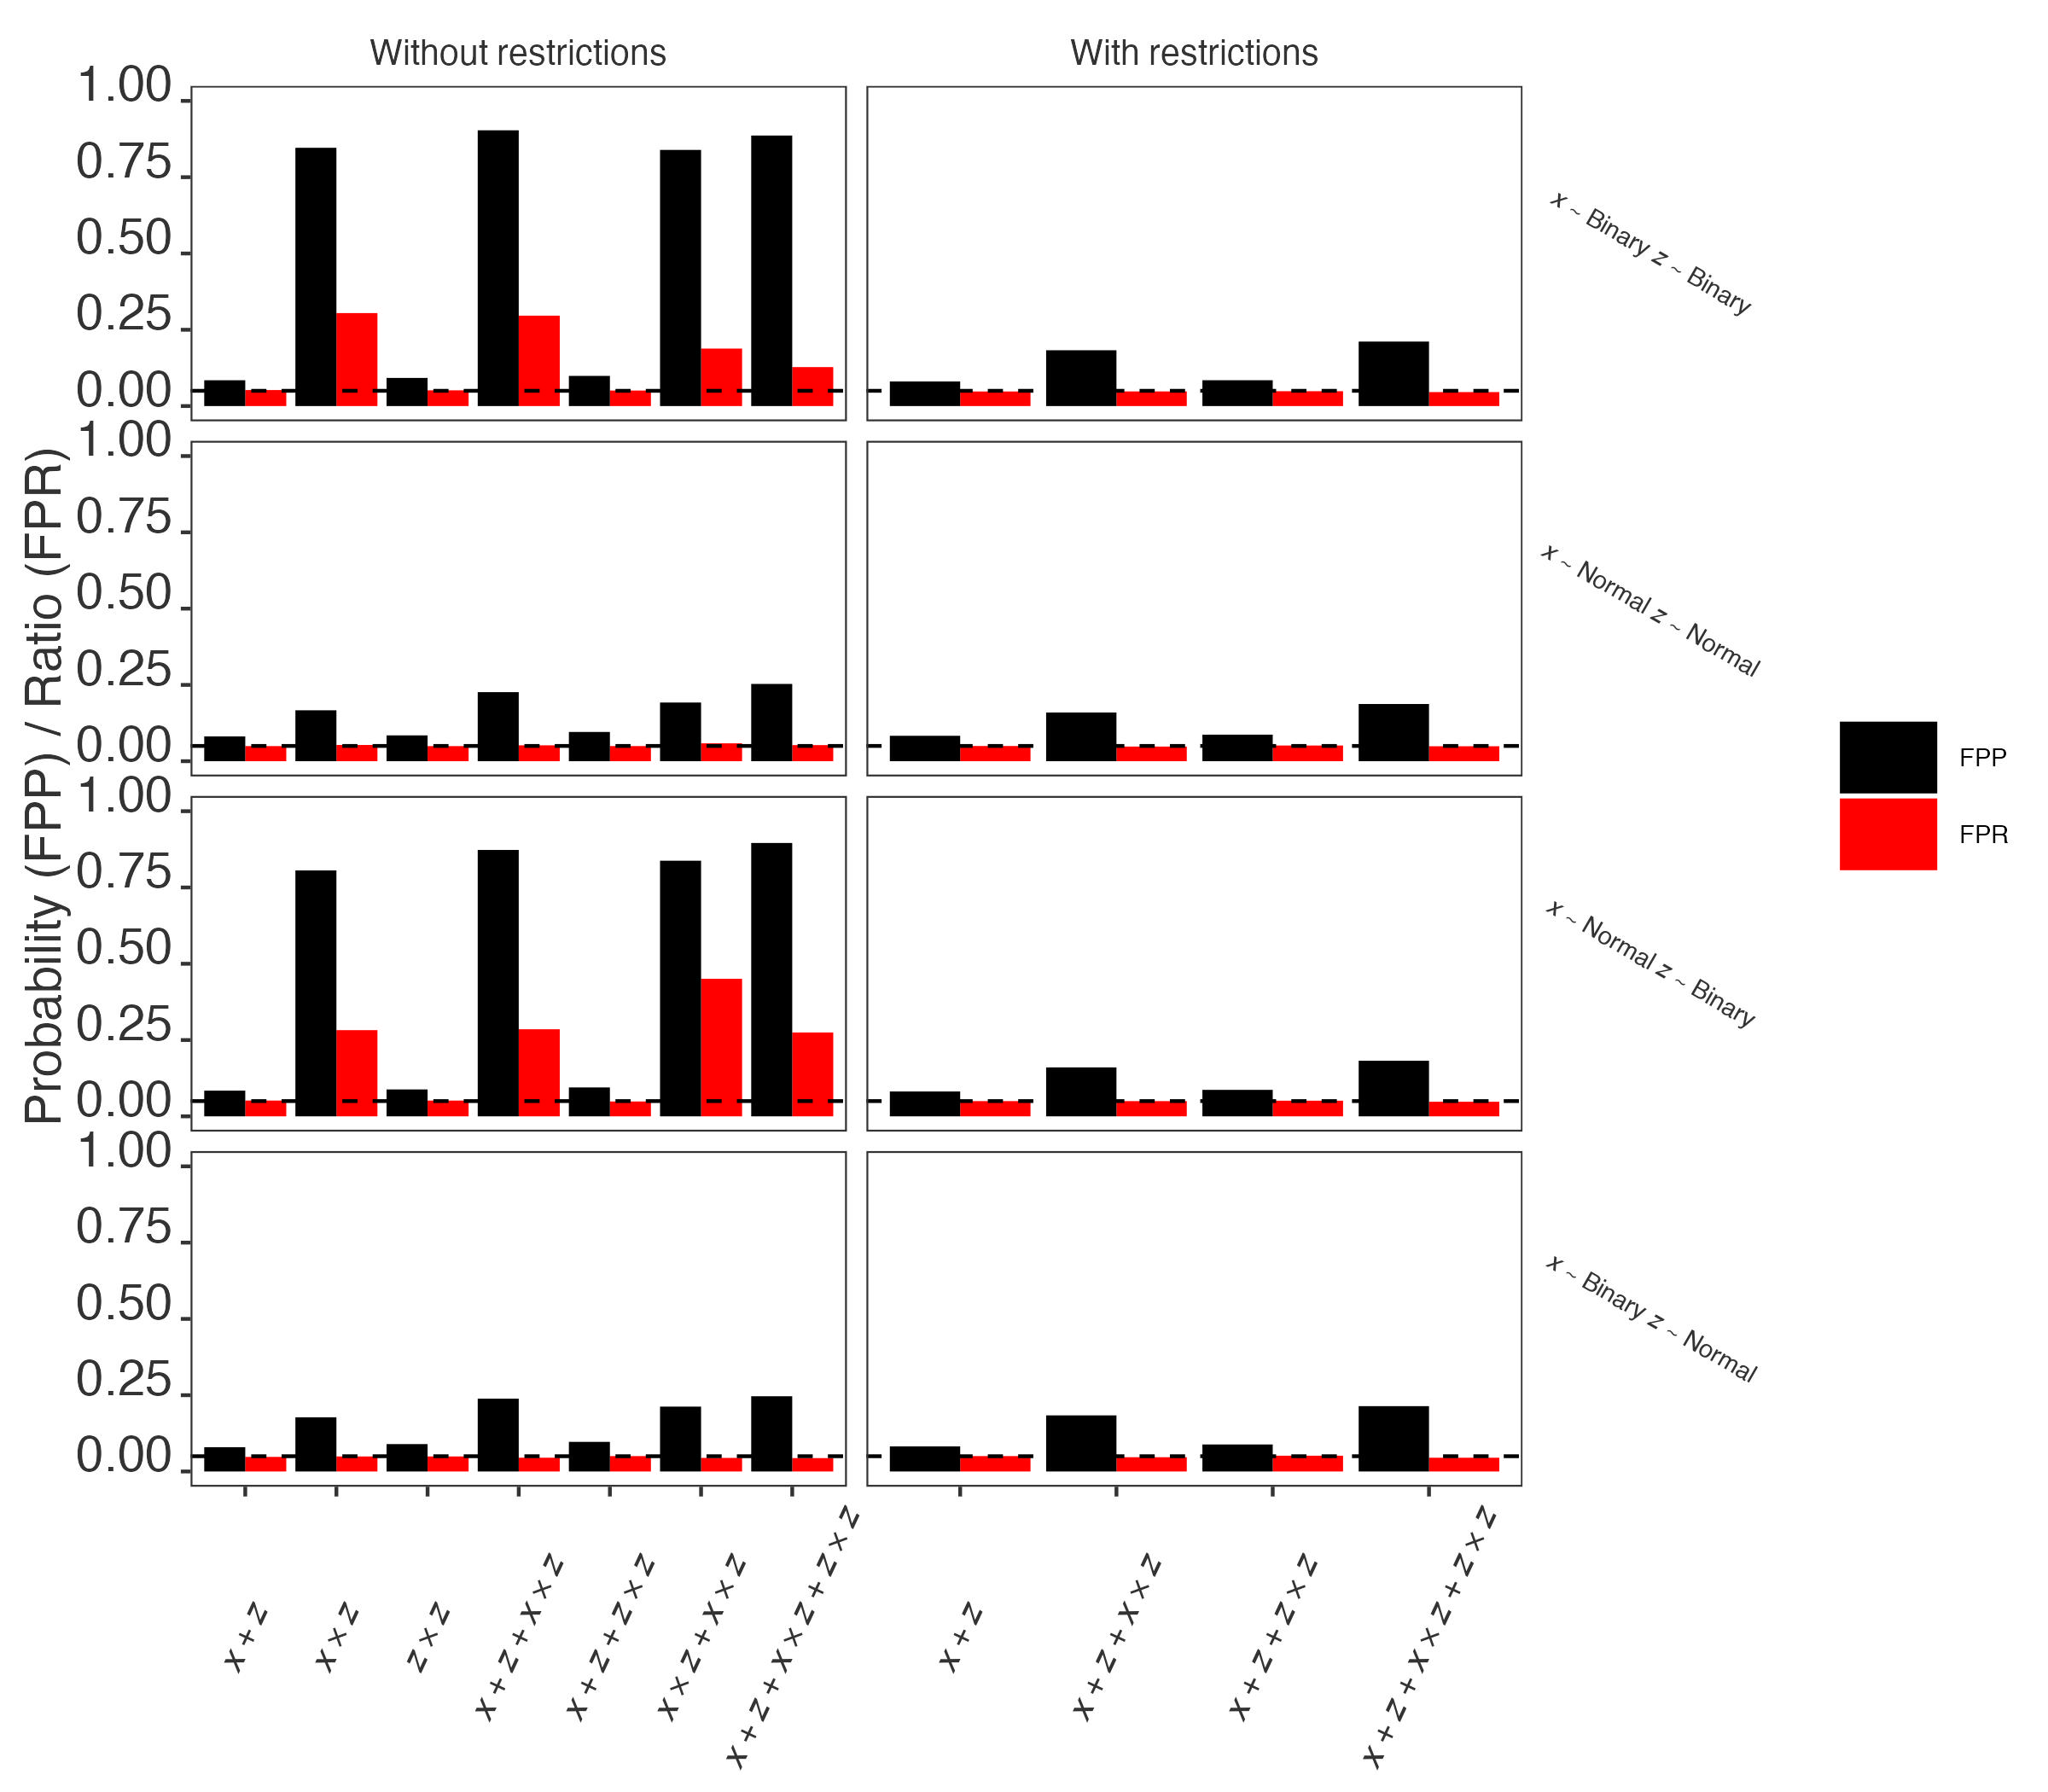 Without restrictions
With restrictions
Probability (FPP) / Ratio (FPR)
1.00
0.75
0.50
0.25
0.00
x ~ Binary z ~ Binary
1.00
0.75
0.50
0.25
0.00
x ~ Normal z ~ Normal
1.00
0.75
0.50
0.25
0.00
x ~ Normal z ~ Binary
1.00
0.75
0.50
0.25
0.00
x ~ Binary z ~ Normal
FPP
FPR
x + z
x × z
z × z
x + z + x × z
x + z + z × z
x × z + x × z
x + z + x × z + z × z
x + z
x + z + x × z
x + z + z × z
x + z + x × z + z × z